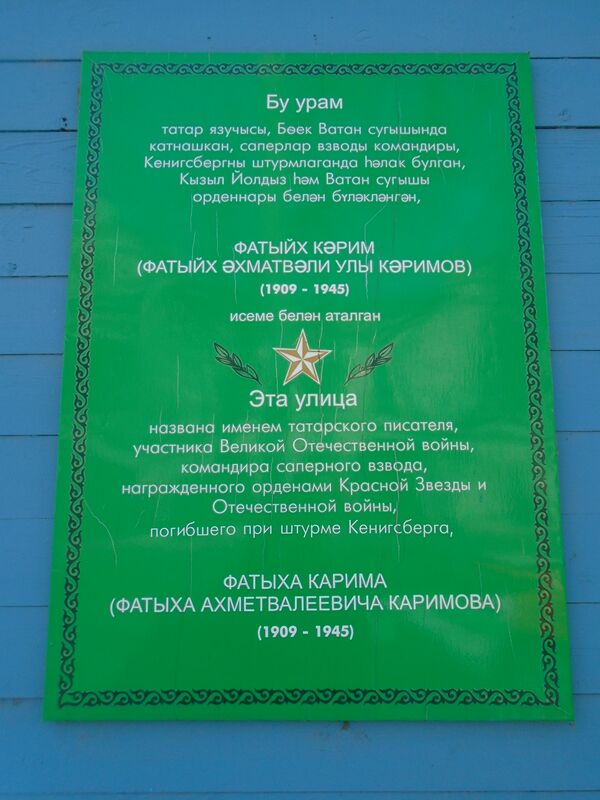 Бу урам
татар язучысы, Бөек Ватан сугышында
катнашкан, саперлар взводы командиры,
Кенигсбергны штурмлаганда һәлак булган,
Кызыл Йолдыз һәм Ватан сугышы
орденнары белән бүләкләнгән,
ФАТЫЙХ КӘРИМ
(ФАТЫЙХ ӘХМАТВӘЛИ УЛЫ КӘРИМОВ)
(1909 - 1945)
исеме белән аталган
Эта улица
названа именем татарского писателя,
участника Великой Отечественной войны,
командира саперного взвода,
награжденного орденами Красной Звезды и
Отечественной войны,
погибшего при штурме Кенигсберга,
ФАТЫХА КАРИМА
(ФАТЫХА АХМЕТВАЛЕЕВИЧА КАРИМОВА)
(1909 - 1945)